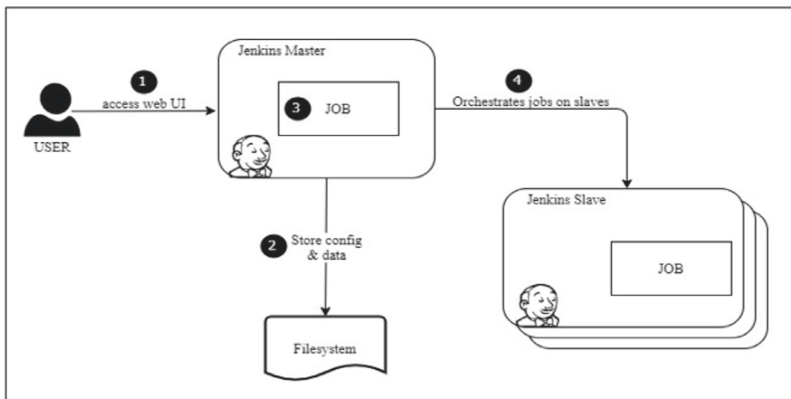 Jenkins Master
1
access web UI
USER
3
JOB
4
Orchestrates jobs on slaves
2
Store config
& data
Filesystem
Jenkins Slave
JOB